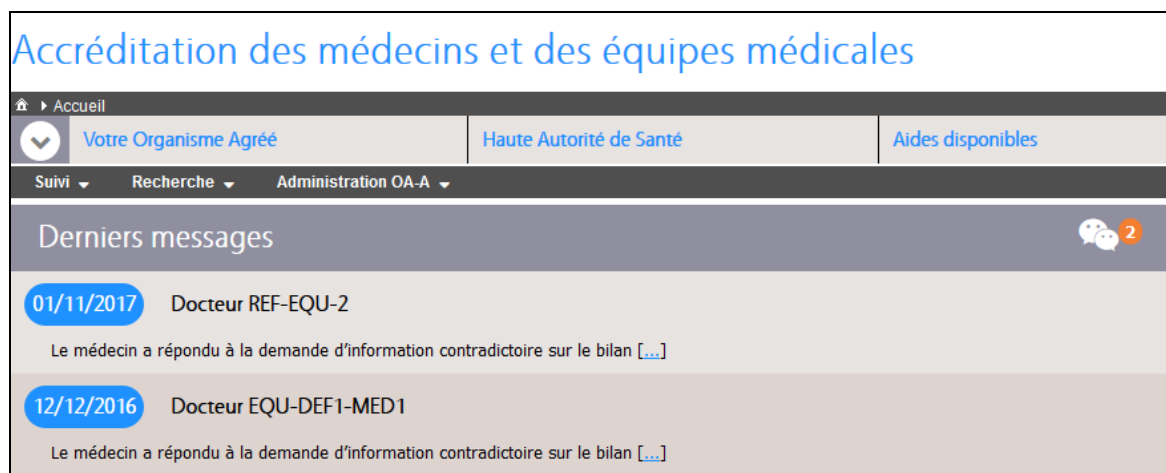 Accréditation des médecins et des équipes médicales
Accueil
Votre Organisme Agréé Haute Autorité de Santé Aides disponibles
Suivi Recherche Administration OA-A
Derniers messages 2
01/11/2017 Docteur REF-EQU-2
Le médecin a répondu à la demande d’information contradictoire sur le bilan [...]
12/12/2016 Docteur EQU-DEF1-MED1
Le médecin a répondu à la demande d’information contradictoire sur le bilan [...]